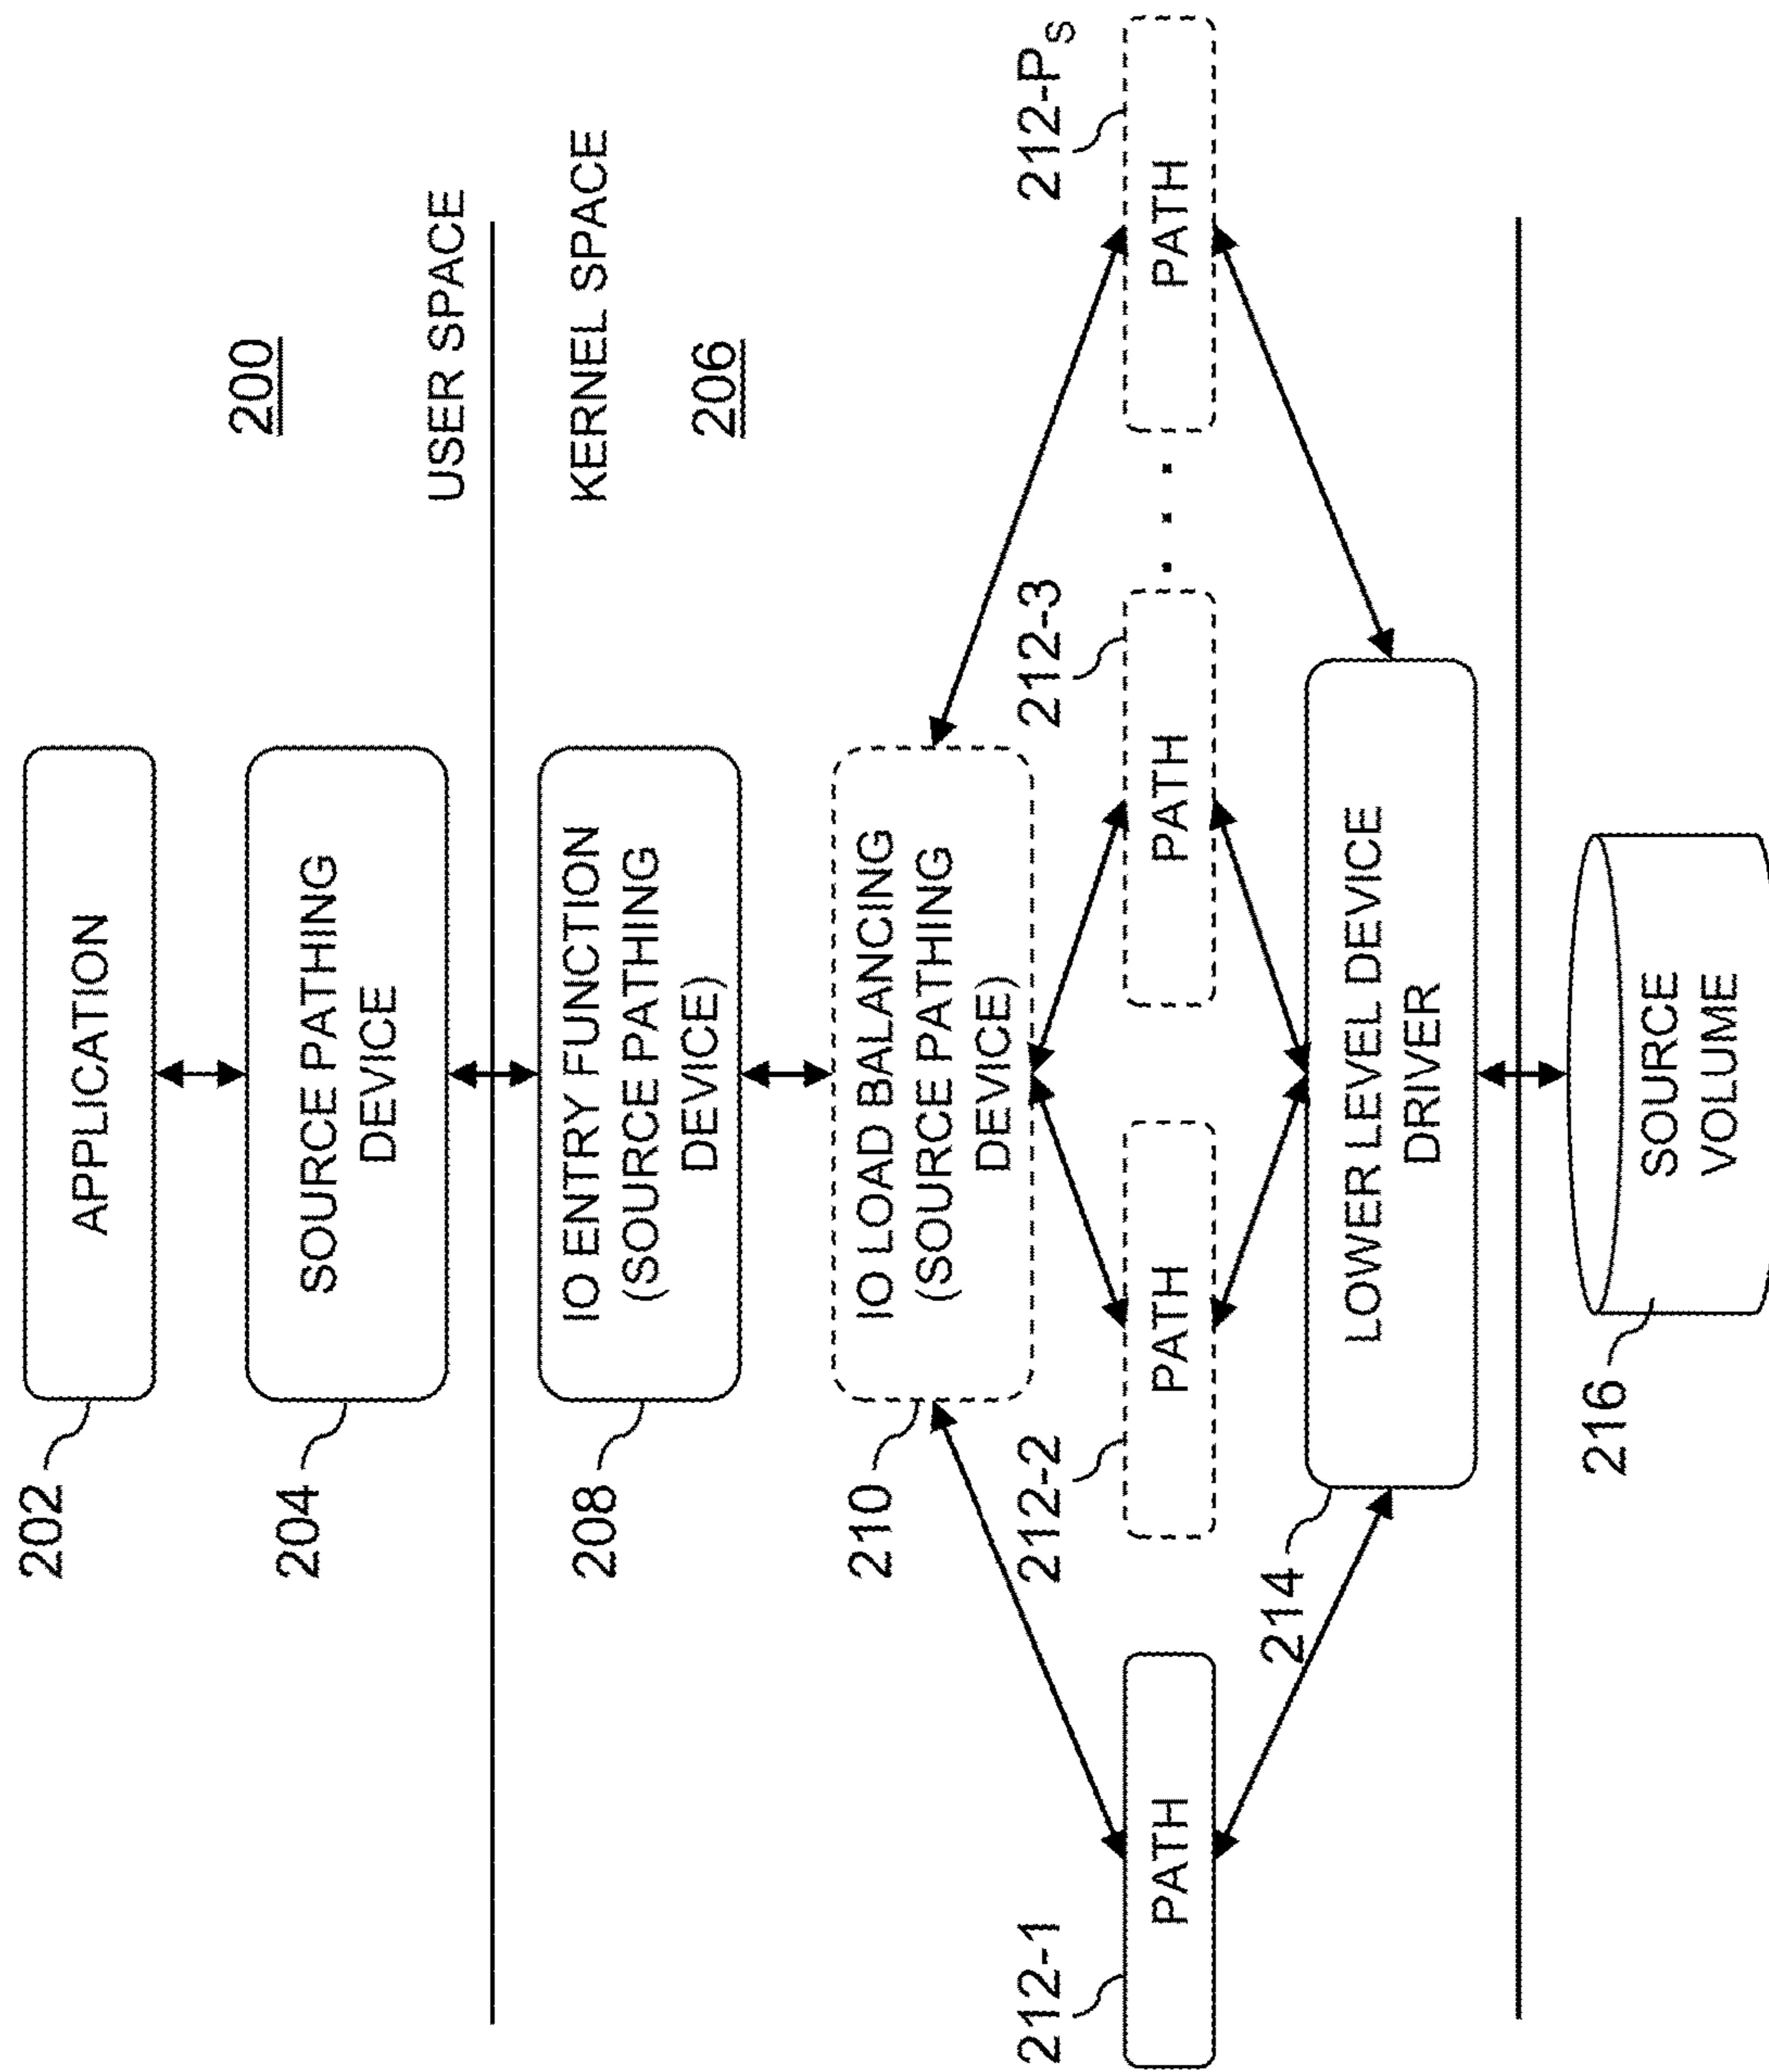 202
APPLICATION
200
204
SOURCE PATHING
DEVICE
USER SPACE
KERNEL SPACE
206
208
IO ENTRY FUNCTION
(SOURCE PATHING
DEVICE)
210
IO LOAD BALANCING
(SOURCE PATHING
DEVICE)
212-1
212-2
212-3
212-PS
PATH
PATH
PATH
. . .
PATH
214
LOWER LEVEL DEVICE
DRIVER
216
SOURCE
VOLUME